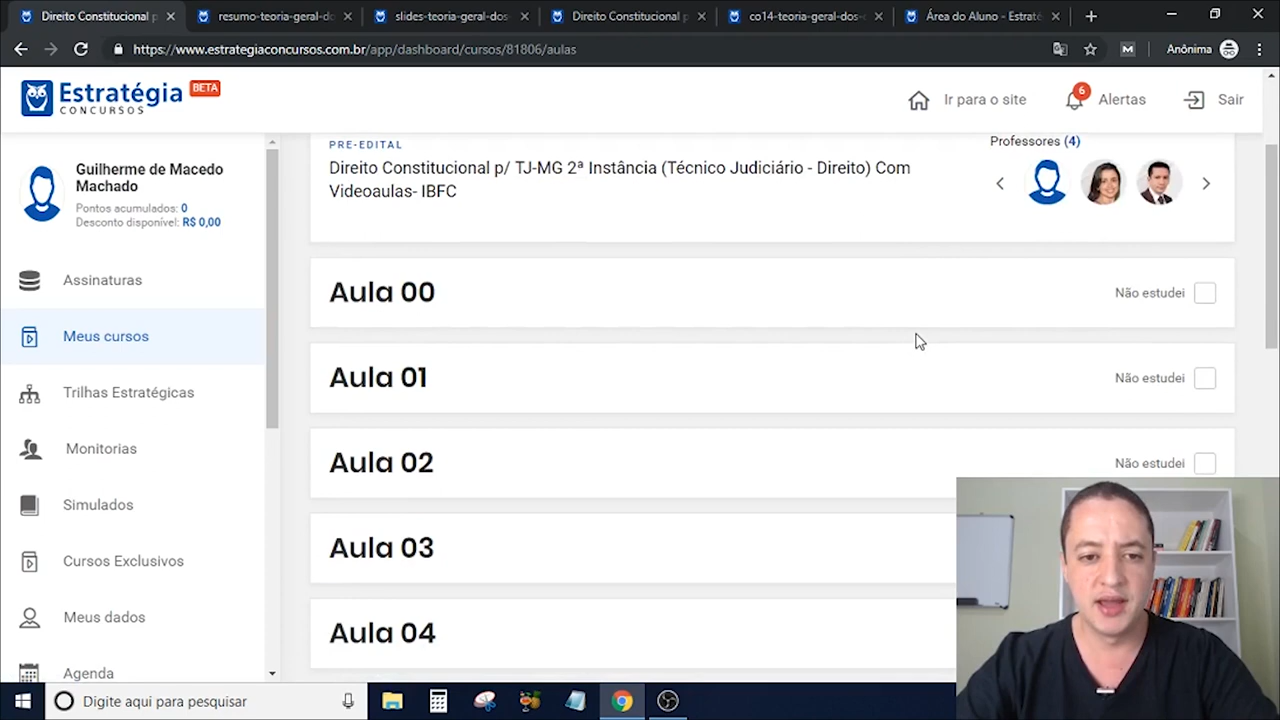 Direito Constitucional p
resumo-teoria-geral-do
slides-teoria-geral-dos-
Direito Constitucional p
co14-teoria-geral-dos-
Área do Aluno - Estraté
https://www.estrategiaconcursos.com.br/app/dashboard/cursos/81806/aulas
M
Anônima
Estratégia
CONCURSOS
BETA
Ir para o site
6
Alertas
Sair
Guilherme de Macedo
Machado
Pontos acumulados: 0
Desconto disponível: R$ 0,00
Assinaturas
Meus cursos
Trilhas Estratégicas
Monitorias
Simulados
Cursos Exclusivos
Meus dados
Agenda
PRE-EDITAL
Direito Constitucional p/ TJ-MG 2ª Instância (Técnico Judiciário - Direito) Com
Videoaulas- IBFC
Professores (4)
Aula 00
Não estudei
Aula 01
Não estudei
Aula 02
Não estudei
Aula 03
Aula 04
Digite aqui para pesquisar